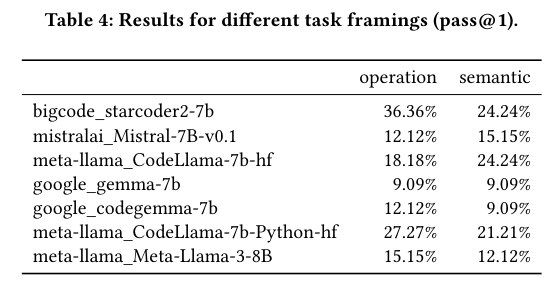 Table 4: Results for different task framings (pass@1).
operation semantic
bigcode_starcoder2-7b 36.36% 24.24%
mistralai_Mistral-7B-v0.1 12.12% 15.15%
meta-llama_CodeLlama-7b-hf 18.18% 24.24%
google_gemma-7b 9.09% 9.09%
google_codegemma-7b 12.12% 9.09%
meta-llama_CodeLlama-7b-Python-hf 27.27% 21.21%
meta-llama_Meta-Llama-3-8B 15.15% 12.12%